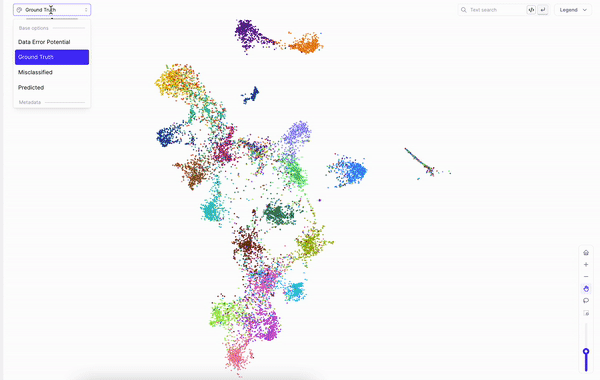 Ground Truth
Text search
Legend
Base options
Data Error Potential
Ground Truth
Misclassified
Predicted
Metadata